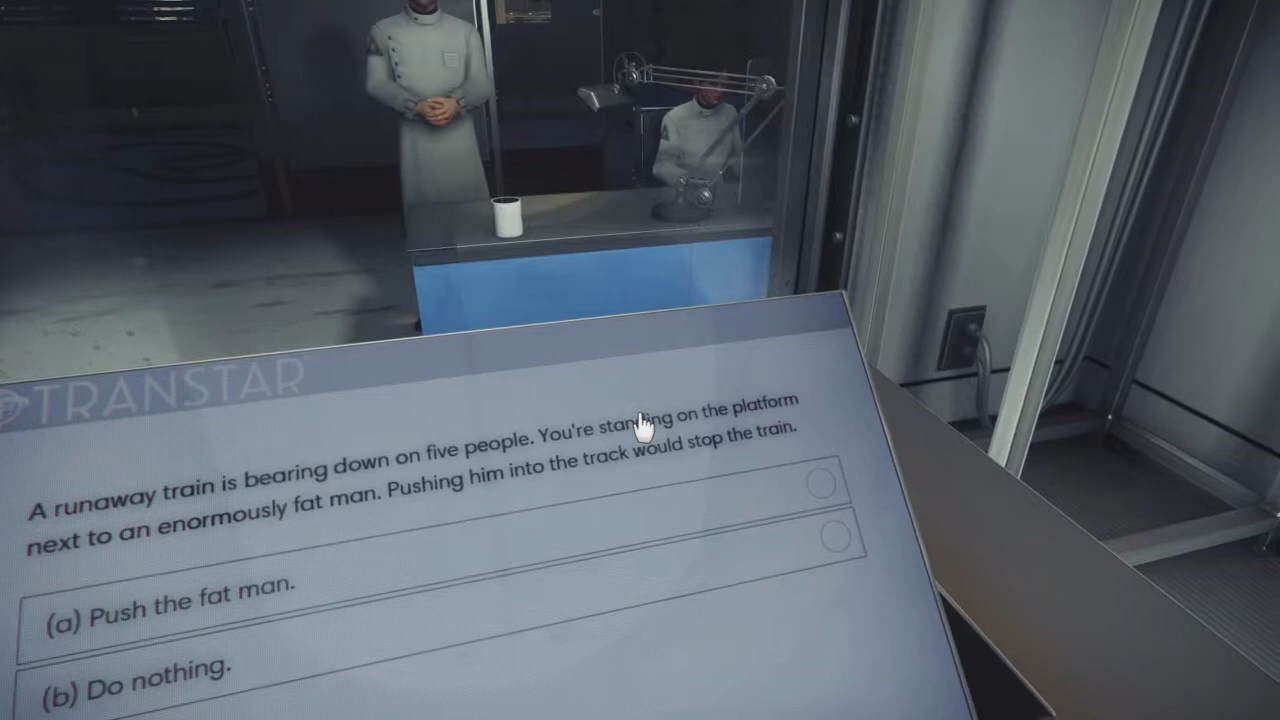 TRANSTAR
A runaway train is bearing down on five people. You're standing on the platform
next to an enormously fat man. Pushing him into the track would stop the train.
(a) Push the fat man.
(b) Do nothing.